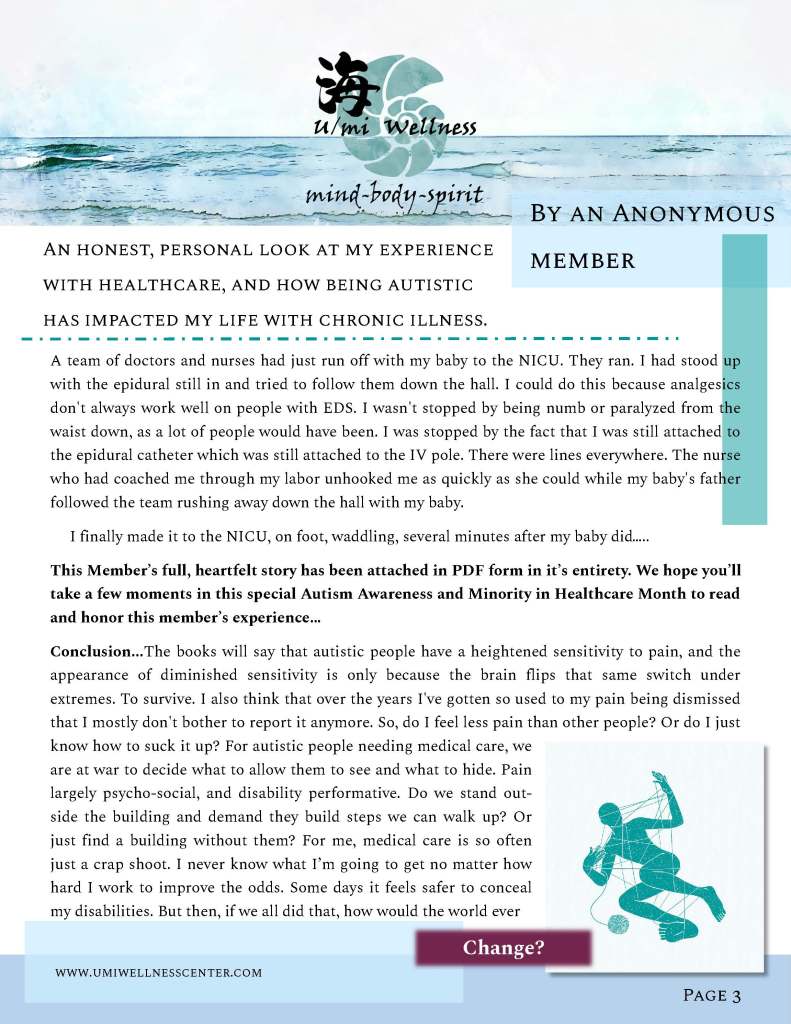 海
U/mi Wellness
mind-body-spirit
By an Anonymous
member
An honest, personal look at my experience
with healthcare, and how being autistic
has impacted my life with chronic illness.
A team of doctors and nurses had just run off with my baby to the NICU. They ran. I had stood up
with the epidural still in and tried to follow them down the hall. I could do this because analgesics
don't always work well on people with EDS. I wasn't stopped by being numb or paralyzed from the
waist down, as a lot of people would have been. I was stopped by the fact that I was still attached to
the epidural catheter which was still attached to the IV pole. There were lines everywhere. The nurse
who had coached me through my labor unhooked me as quickly as she could while my baby's father
followed the team rushing away down the hall with my baby.
I finally made it to the NICU, on foot, waddling, several minutes after my baby did…..
This Member's full, heartfelt story has been attached in PDF form in it's entirety. We hope you'll
take a few moments in this special Autism Awareness and Minority in Healthcare Month to read
and honor this member's experience…
Conclusion…The books will say that autistic people have a heightened sensitivity to pain, and the
appearance of diminished sensitivity is only because the brain flips that same switch under
extremes. To survive. I also think that over the years I've gotten so used to my pain being dismissed
that I mostly don't bother to report it anymore. So, do I feel less pain than other people? Or do I just
know how to suck it up? For autistic people needing medical care, we
are at war to decide what to allow them to see and what to hide. Pain
largely psycho-social, and disability performative. Do we stand out-
side the building and demand they build steps we can walk up? Or
just find a building without them? For me, medical care is so often
just a crap shoot. I never know what I'm going to get no matter how
hard I work to improve the odds. Some days it feels safer to conceal
my disabilities. But then, if we all did that, how would the world ever
Change?
www.umiwellnesscenter.com
Page 3